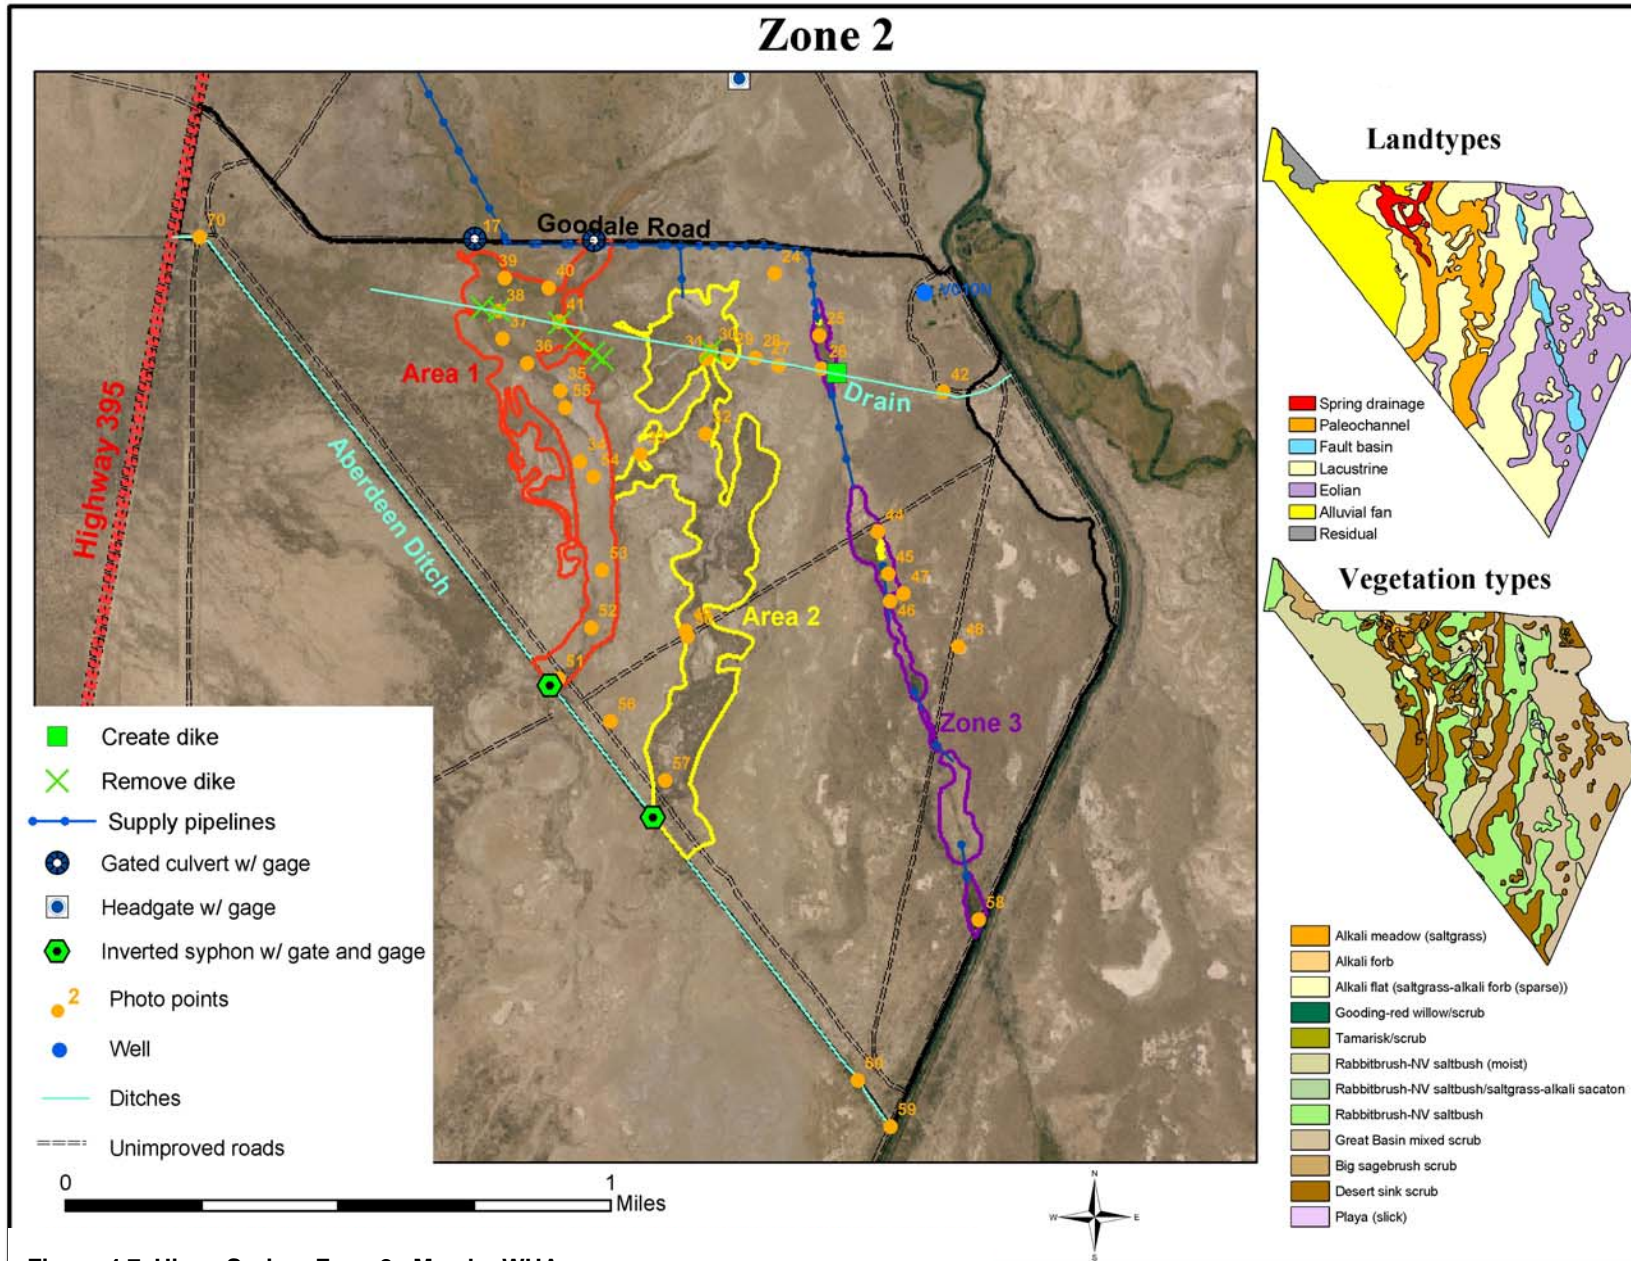 Zone 2
70
17
Goodale Road
24
39
40
V010N
38
41
37
25
36
31
30
29
28
27
26
Area 1
35
42
55
Drain
32
Highway 395
Aberdeen Ditch
34
54
44
53
45
47
46
52
Area 2
48
51
56
Zone 3
57
58
60
59
Create dike
Remove dike
Supply pipelines
Gated culvert w/ gage
Headgate w/ gage
Inverted syphon w/ gate and gage
2 Photo points
Well
Ditches
Unimproved roads
0 1
Miles
N
W E
S
Landtypes
Spring drainage
Paleochannel
Fault basin
Lacustrine
Eolian
Alluvial fan
Residual
Vegetation types
Alkali meadow (saltgrass)
Alkali forb
Alkali flat (saltgrass-alkali forb (sparse))
Gooding-red willow/scrub
Tamarisk/scrub
Rabbitbrush-NV saltbush (moist)
Rabbitbrush-NV saltbush/saltgrass-alkali sacaton
Rabbitbrush-NV saltbush
Great Basin mixed scrub
Big sagebrush scrub
Desert sink scrub
Playa (slick)